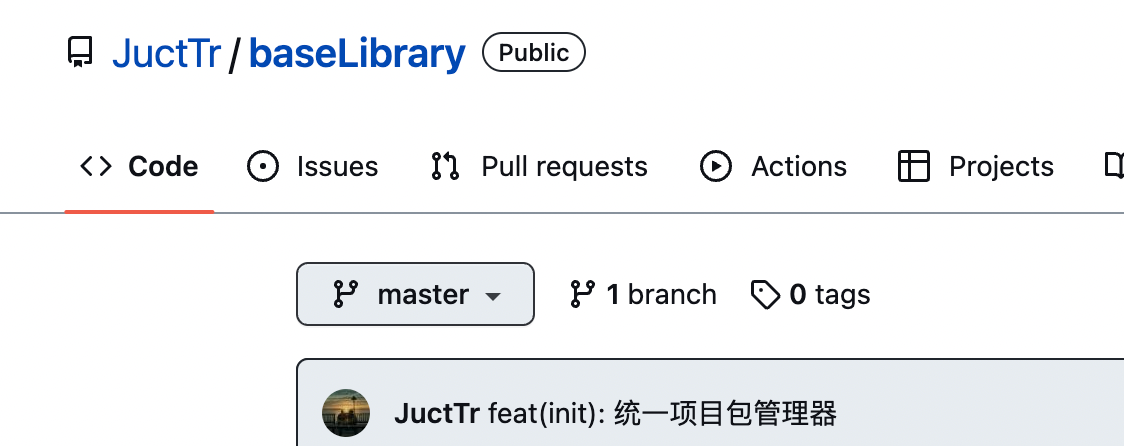 JuctTr / baseLibrary Public
Code Issues Pull requests Actions Projects
master 1 branch 0 tags
JuctTr feat(init): 统一项目包管理器